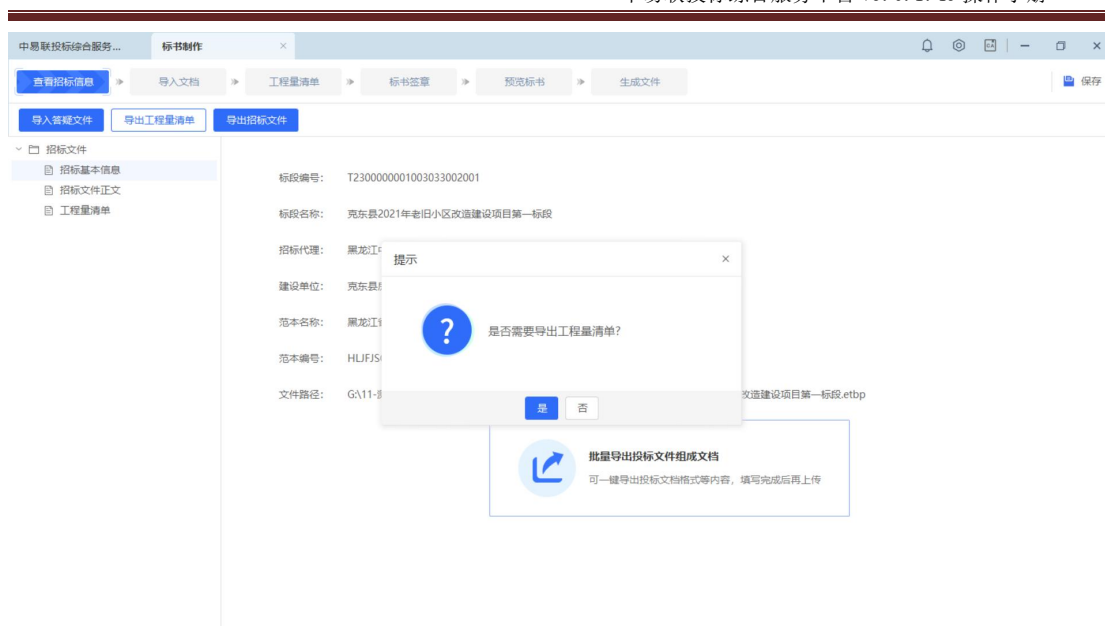 中易联投标综合服务... 标书制作
查看招标信息 导入文档 工程量清单 标书签章 预览标书 生成文件 保存
导入答疑文件 导出工程量清单 导出招标文件
招标文件
招标基本信息
招标文件正文
工程量清单
标段编号： T2300000001003033002001
标段名称： 克东县2021年老旧小区改造建设项目第一标段
招标代理： 黑龙江
建设单位： 克东县
范本名称： 黑龙江
范本编号： HLJFJS
文件路径： G:\11- 改造建设项目第一标段.etbp
提示
是否需要导出工程量清单？
是 否
批量导出投标文件组成文档
可一键导出投标文档格式等内容，填写完成后再上传